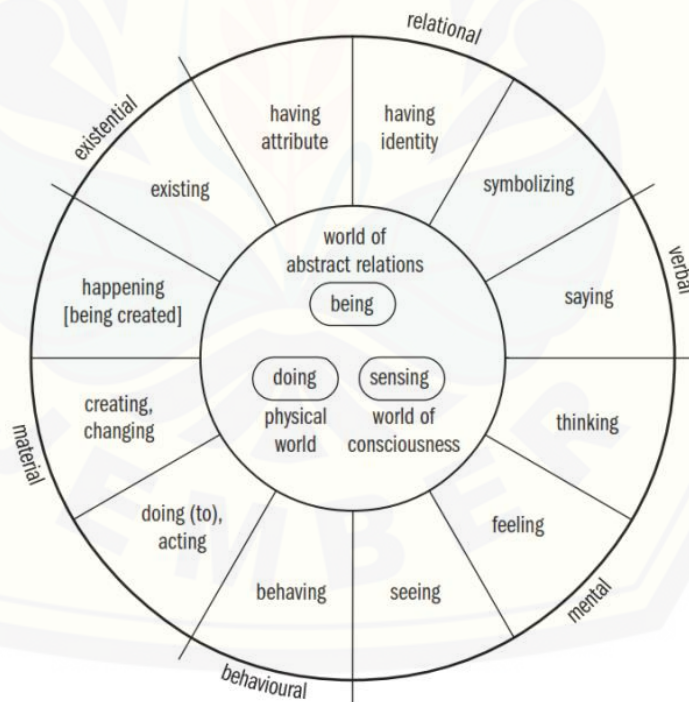 relational
having
attribute
having
identity
existential
existing
symbolizing
world of
abstract relations
being
verbal
happening
[being created]
saying
doing
sensing
physical
world
world of
consciousness
creating,
changing
thinking
material
doing (to),
acting
feeling
behaving
seeing
mental
behavioural
EMBER